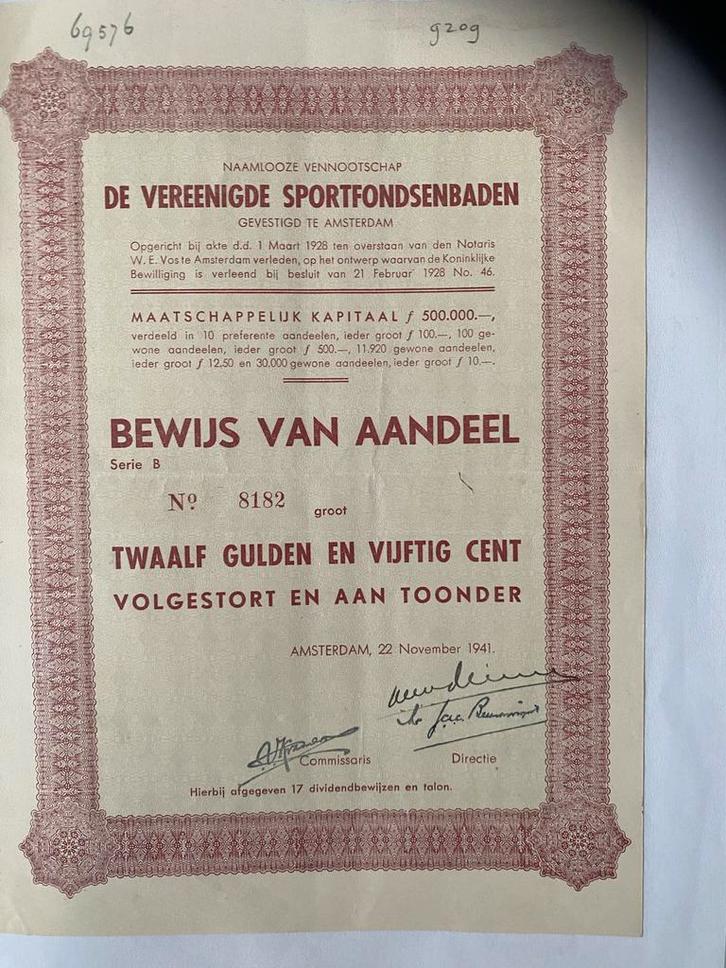 69576 9209
NAAMLOOZE VENNOOTSCHAP
DE VEREENIGDE SPORTFONDSENBADEN
GEVESTIGD TE AMSTERDAM
Opgericht bij akte d.d. 1 Maart 1928 ten overstaan van den Notaris
W. E. Vos te Amsterdam verleden, op het ontwerp waarvan de Koninklijke
Bewilliging is verleend bij besluit van 21 Februar 1928 No. 46.
MAATSCHAPPELIJK KAPITAAL ƒ 500.000.—,
verdeeld in 10 preferente aandeelen, ieder groot ƒ 100.—, 100 ge-
wone aandeelen, ieder groot ƒ 500.—, 11.920 gewone aandeelen,
ieder groot ƒ 12.50 en 30.000 gewone aandeelen, ieder groot ƒ 10.—.
BEWIJS VAN AANDEEL
Serie B
Nº 8182 groot
TWAALF GULDEN EN VIJFTIG CENT
VOLGESTORT EN AAN TOONDER
AMSTERDAM, 22 November 1941.
Commissaris Directie
Hierbij afgegeven 17 dividendbewijzen en talon.